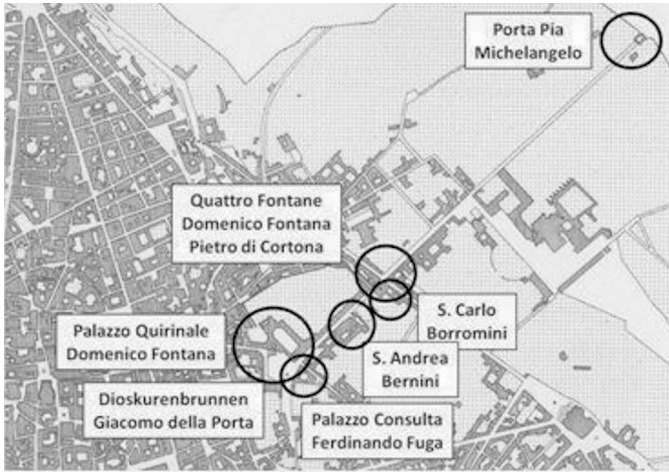 Porta Pia
Michelangelo
Quattro Fontane
Domenico Fontana
Pietro di Cortona
S. Carlo
Borromini
Palazzo Quirinale
Domenico Fontana
S. Andrea
Bernini
Dioskurenbrunnen
Giacomo della Porta
Palazzo Consulta
Ferdinando Fuga